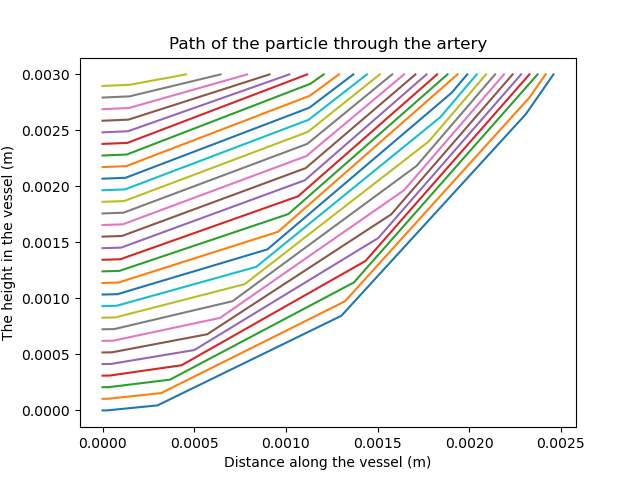 Path of the particle through the artery
The height in the vessel (m)
0.0030
0.0025
0.0020
0.0015
0.0010
0.0005
0.0000
0.0000 0.0005 0.0010 0.0015 0.0020 0.0025
Distance along the vessel (m)